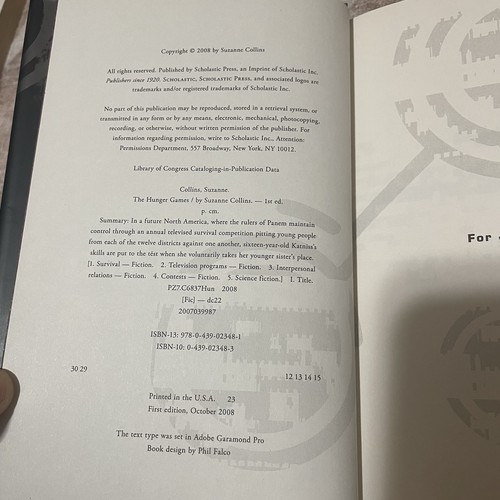 Copyright © 2008 by Suzanne Collins
All rights reserved. Published by Scholastic Press, an Imprint of Scholastic Inc.
Publishers since 1920. SCHOLASTIC, SCHOLASTIC PRESS, and associated logos are
trademarks and/or registered trademarks of Scholastic Inc.
No part of this publication may be reproduced, stored in a retrieval system, or
transmitted in any form or by any means, electronic, mechanical, photocopying,
recording, or otherwise, without written permission of the publisher. For
information regarding permission, write to Scholastic Inc., Attention:
Permissions Department, 557 Broadway, New York, NY 10012.
Library of Congress Cataloging-in-Publication Data
Collins, Suzanne.
The Hunger Games / by Suzanne Collins. — 1st ed.
p. cm.
Summary: In a future North America, where the rulers of Panem maintain
control through an annual televised survival competition pitting young people
from each of the twelve districts against one another, sixteen-year-old Katniss's
skills are put to the test when she voluntarily takes her younger sister's place.
[1. Survival — Fiction. 2. Television programs — Fiction. 3. Interpersonal
relations — Fiction. 4. Contests — Fiction. 5. Science fiction.] I. Title.
PZ7.C6837Hun 2008
[Fic] — dc22
2007039987
ISBN-13: 978-0-439-02348-1
ISBN-10: 0-439-02348-3
30 29 12 13 14 15
Printed in the U.S.A. 23
First edition, October 2008
The text type was set in Adobe Garamond Pro
Book design by Phil Falco
For